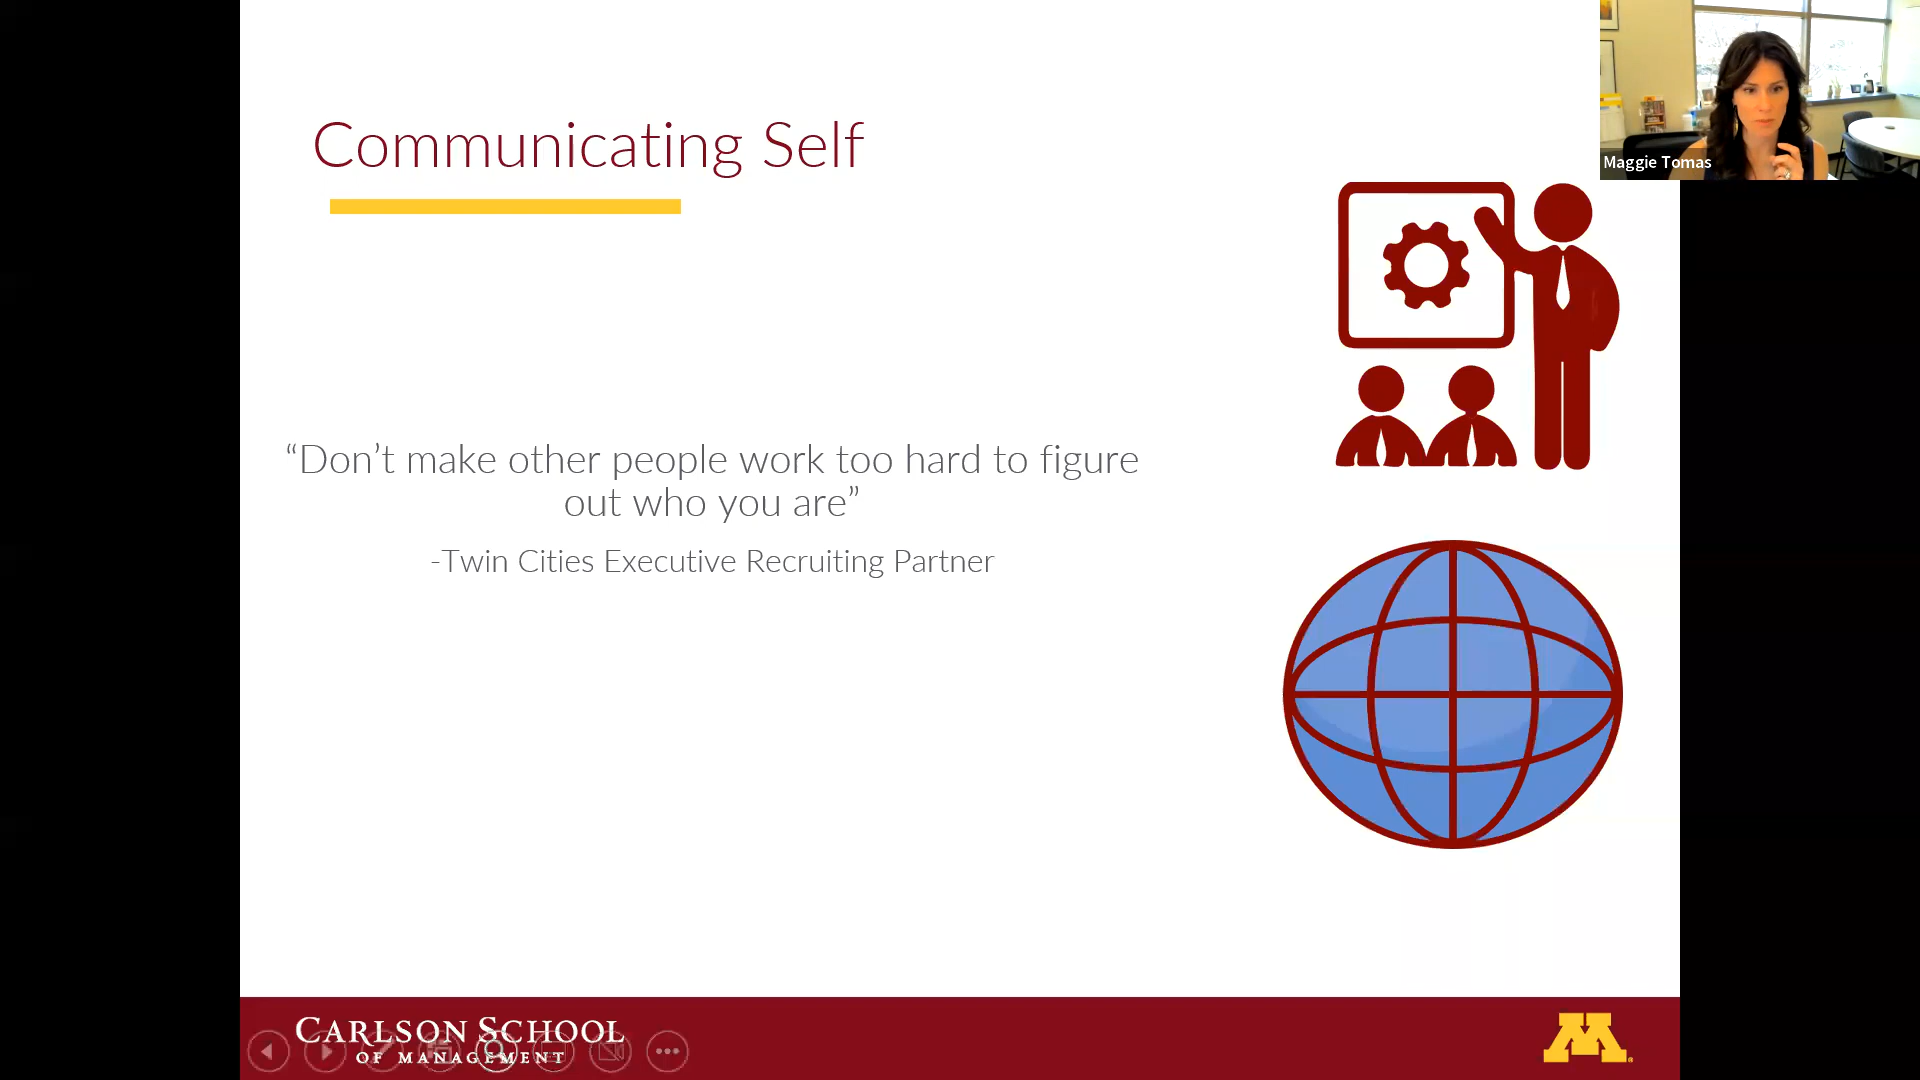 Communicating Self
Maggie Tomas
“Don’t make other people work too hard to figure
out who you are”
-Twin Cities Executive Recruiting Partner
CARLSON SCHOOL
OF MANAGEMENT
M